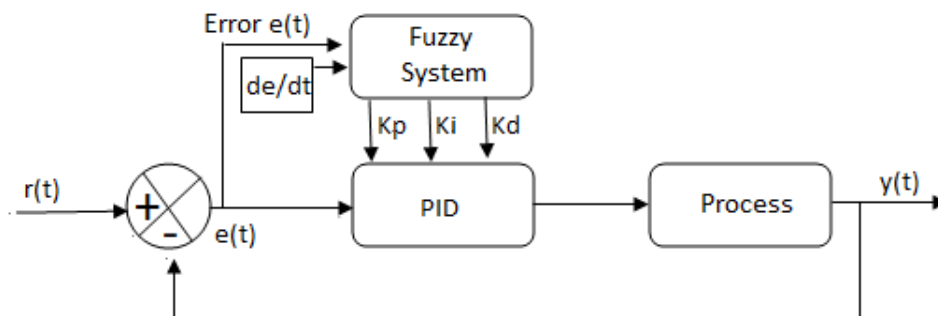 Error e(t)
Fuzzy
System
de/dt
Kp
Ki
Kd
r(t)
+
-
e(t)
PID
Process
y(t)